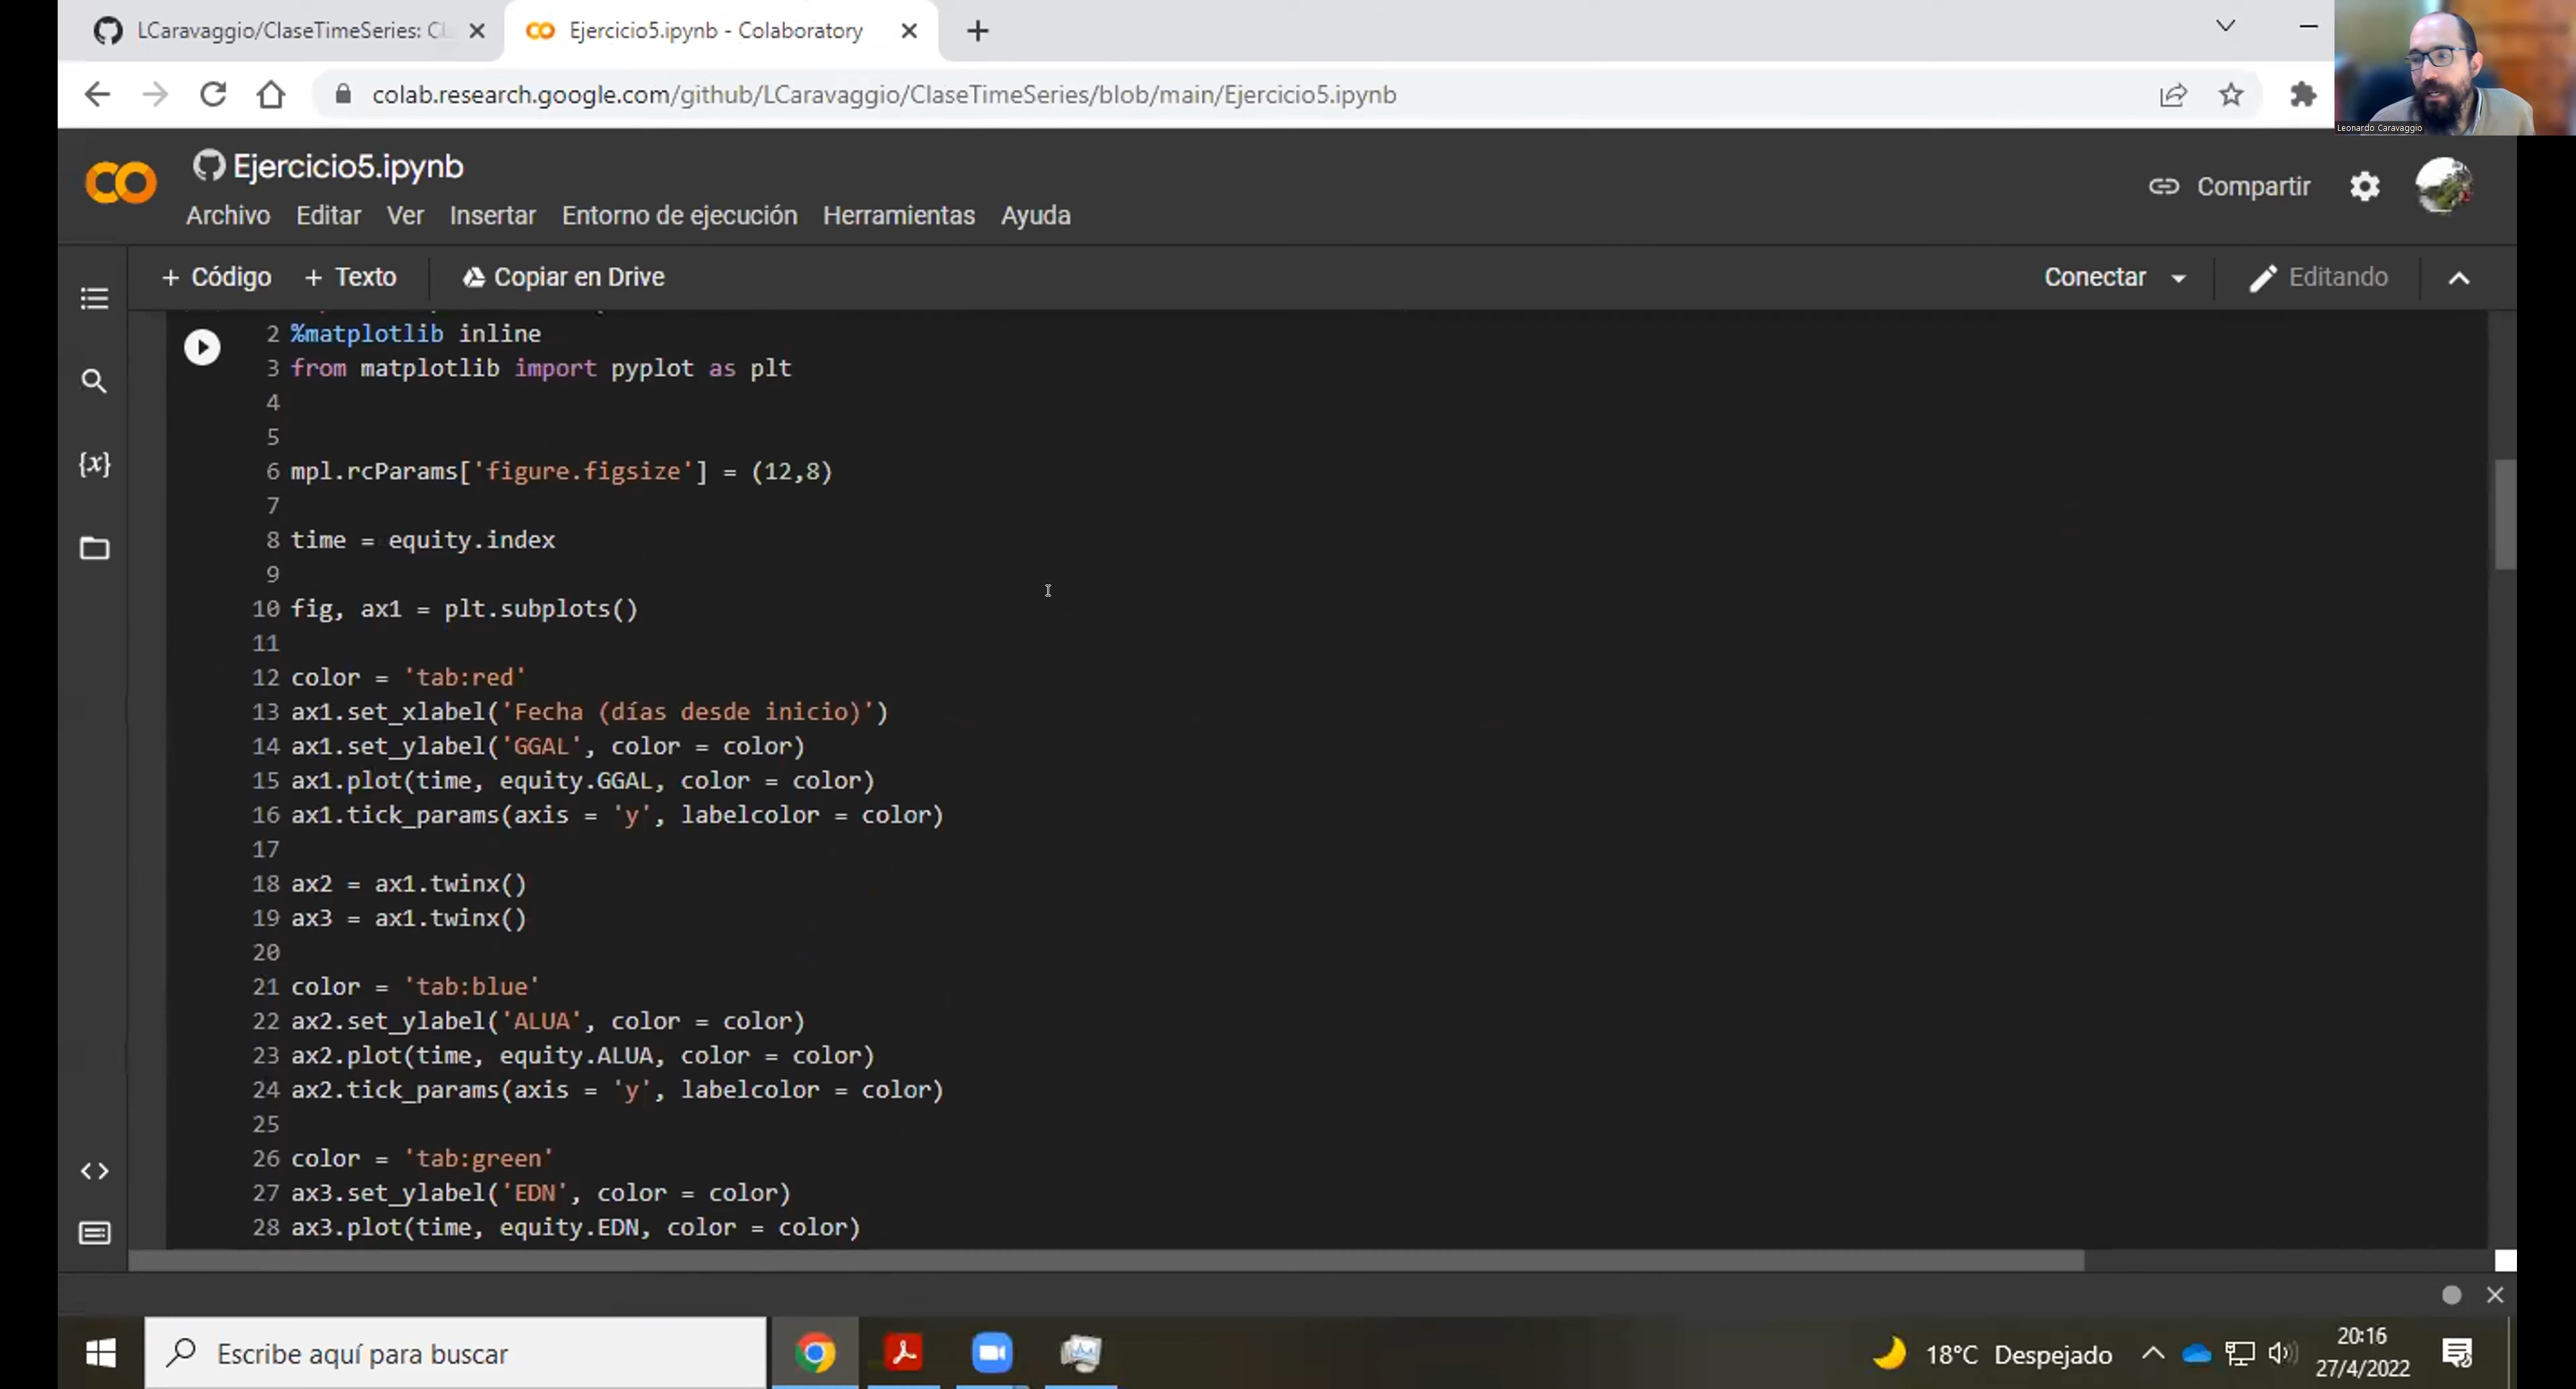 LCaravaggio/ClaseTimeSeries: Cl
Ejercicio5.ipynb - Colaboratory
colab.research.google.com/github/LCaravaggio/ClaseTimeSeries/blob/main/Ejercicio5.ipynb
Leonardo Caravaggio
Ejercicio5.ipynb
Archivo Editar Ver Insertar Entorno de ejecución Herramientas Ayuda
Compartir
+ Código + Texto Copiar en Drive
Conectar Editando
2 %matplotlib inline
3 from matplotlib import pyplot as plt
4
5
6 mpl.rcParams['figure.figsize'] = (12,8)
7
8 time = equity.index
9
10 fig, ax1 = plt.subplots()
11
12 color = 'tab:red'
13 ax1.set_xlabel('Fecha (días desde inicio)')
14 ax1.set_ylabel('GGAL', color = color)
15 ax1.plot(time, equity.GGAL, color = color)
16 ax1.tick_params(axis = 'y', labelcolor = color)
17
18 ax2 = ax1.twinx()
19 ax3 = ax1.twinx()
20
21 color = 'tab:blue'
22 ax2.set_ylabel('ALUA', color = color)
23 ax2.plot(time, equity.ALUA, color = color)
24 ax2.tick_params(axis = 'y', labelcolor = color)
25
26 color = 'tab:green'
27 ax3.set_ylabel('EDN', color = color)
28 ax3.plot(time, equity.EDN, color = color)
Escribe aquí para buscar
18°C Despejado
20:16
27/4/2022